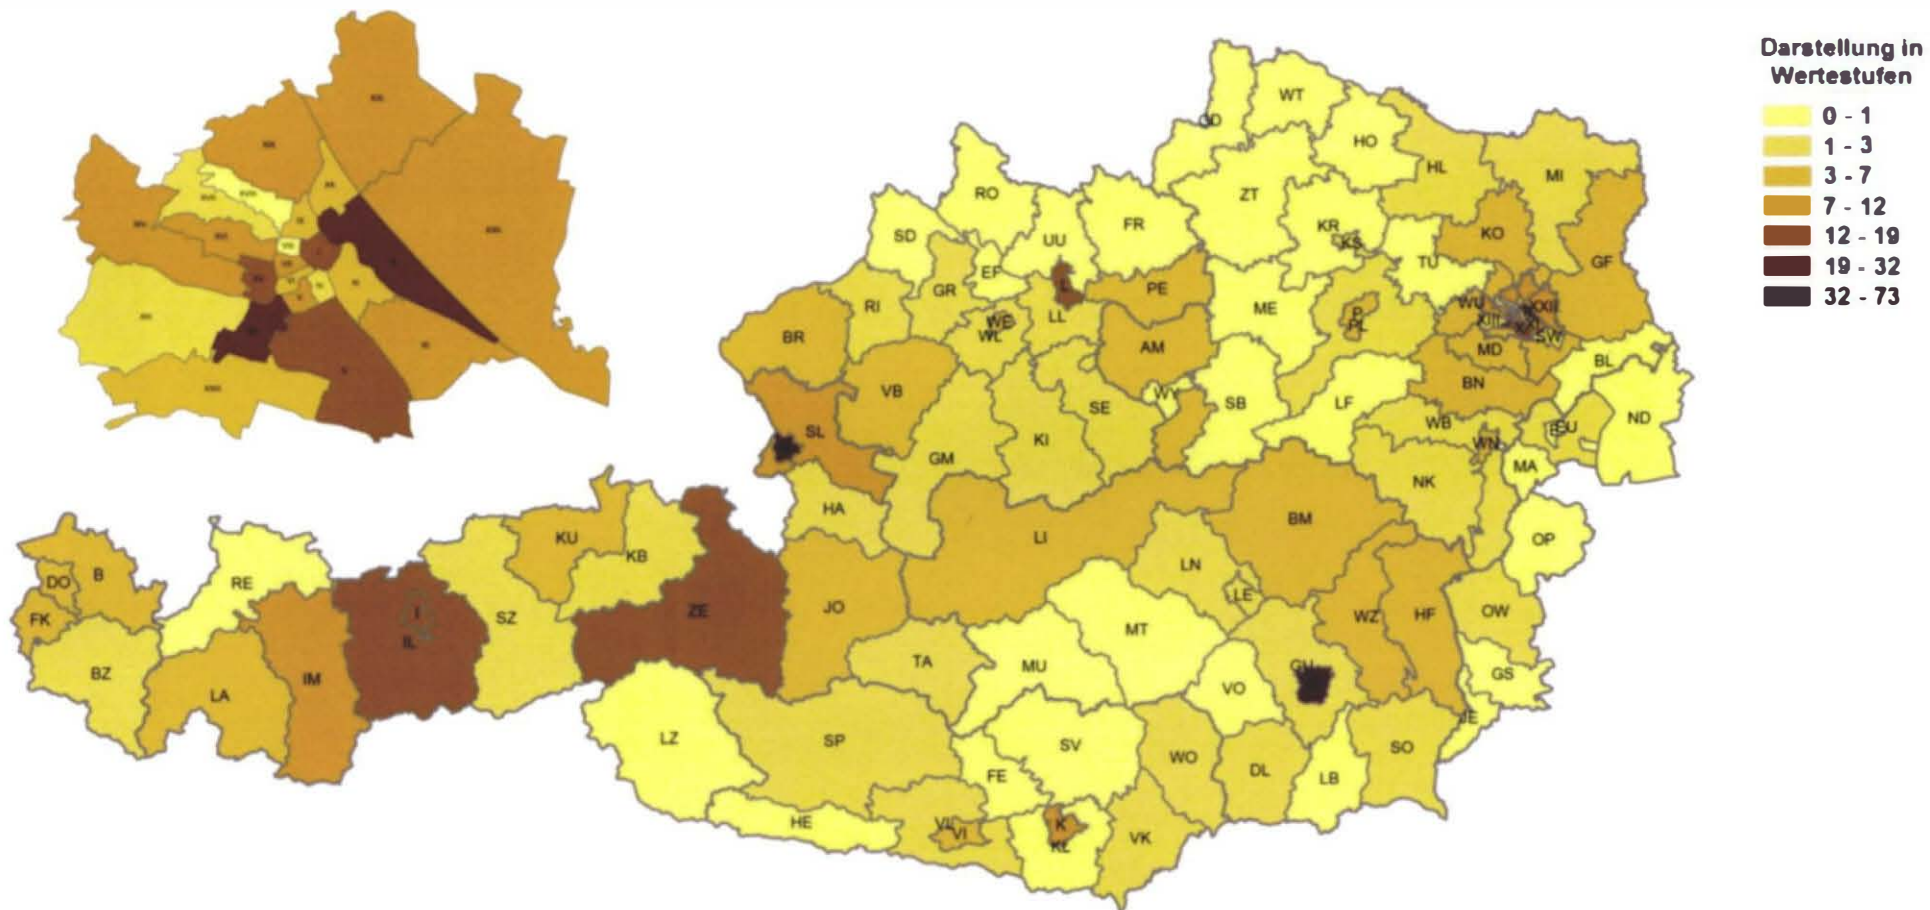 Darstellung in
Wertestufen
0 - 1
1 - 3
3 - 7
7 - 12
12 - 19
19 - 32
32 - 73
WT
HO
HL
MI
ZT
RO
SD
FR
UU
KR
KS
KO
TU
GF
EF
GR
RI
PE
ME
WU
XXIII
XIII
SW
LL
WE
WL
P
PL
BR
AM
MD
BL
VB
BN
SE
WY
SB
LF
WB
ND
SL
KI
GM
WN
EU
MA
NK
HA
BM
OP
KU
KB
LI
LN
LE
DO
B
RE
FK
I
IL
SZ
ZE
JO
WZ
HF
OW
MT
BZ
LA
IM
TA
MU
VO
GU
GS
JE
LZ
SP
SV
WO
DL
SO
FE
LB
HE
VI
K
KL
VK